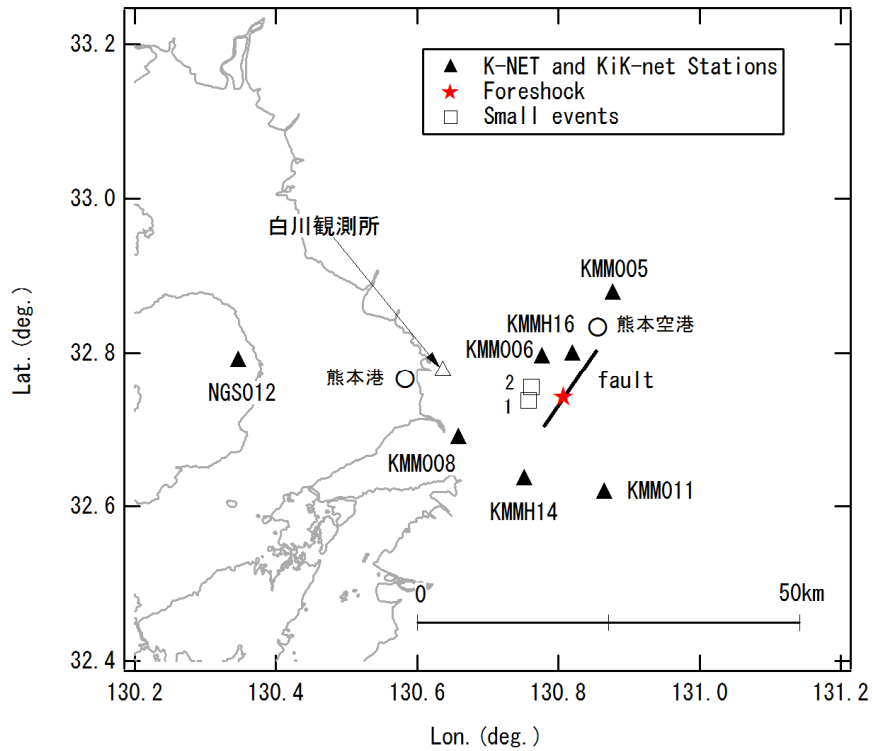 33.2
33.0
32.8
32.6
32.4
Lat. (deg.)
K-NET and KiK-net Stations
Foreshock
Small events
白川観測所
KMM005
KMMH16
熊本空港
KMM006
NGS012
熊本港
2
1
fault
KMM008
KMMH14
KMM011
0
50km
130.2
130.4
130.6
130.8
131.0
131.2
Lon. (deg.)